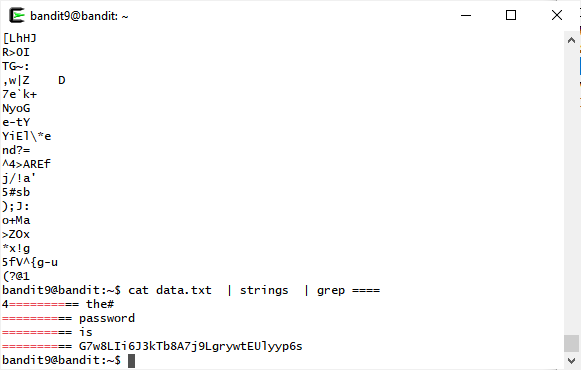 bandit9@bandit: ~
[LhHJ
R>OI
TG~:
,w|Z    D
7e`k+
NyoG
e-tY
YiEl\*e
nd?=
^4>AREf
j/!a'
5#sb
);J:
o+Ma
>ZOx
*x!g
5fV^{g-u
(?@1
bandit9@bandit:~$ cat data.txt  | strings  | grep ====
4========== the#
========== password
========== is
========== G7w8LIi6J3kTb8A7j9LgrywtEUlyyp6s
bandit9@bandit:~$